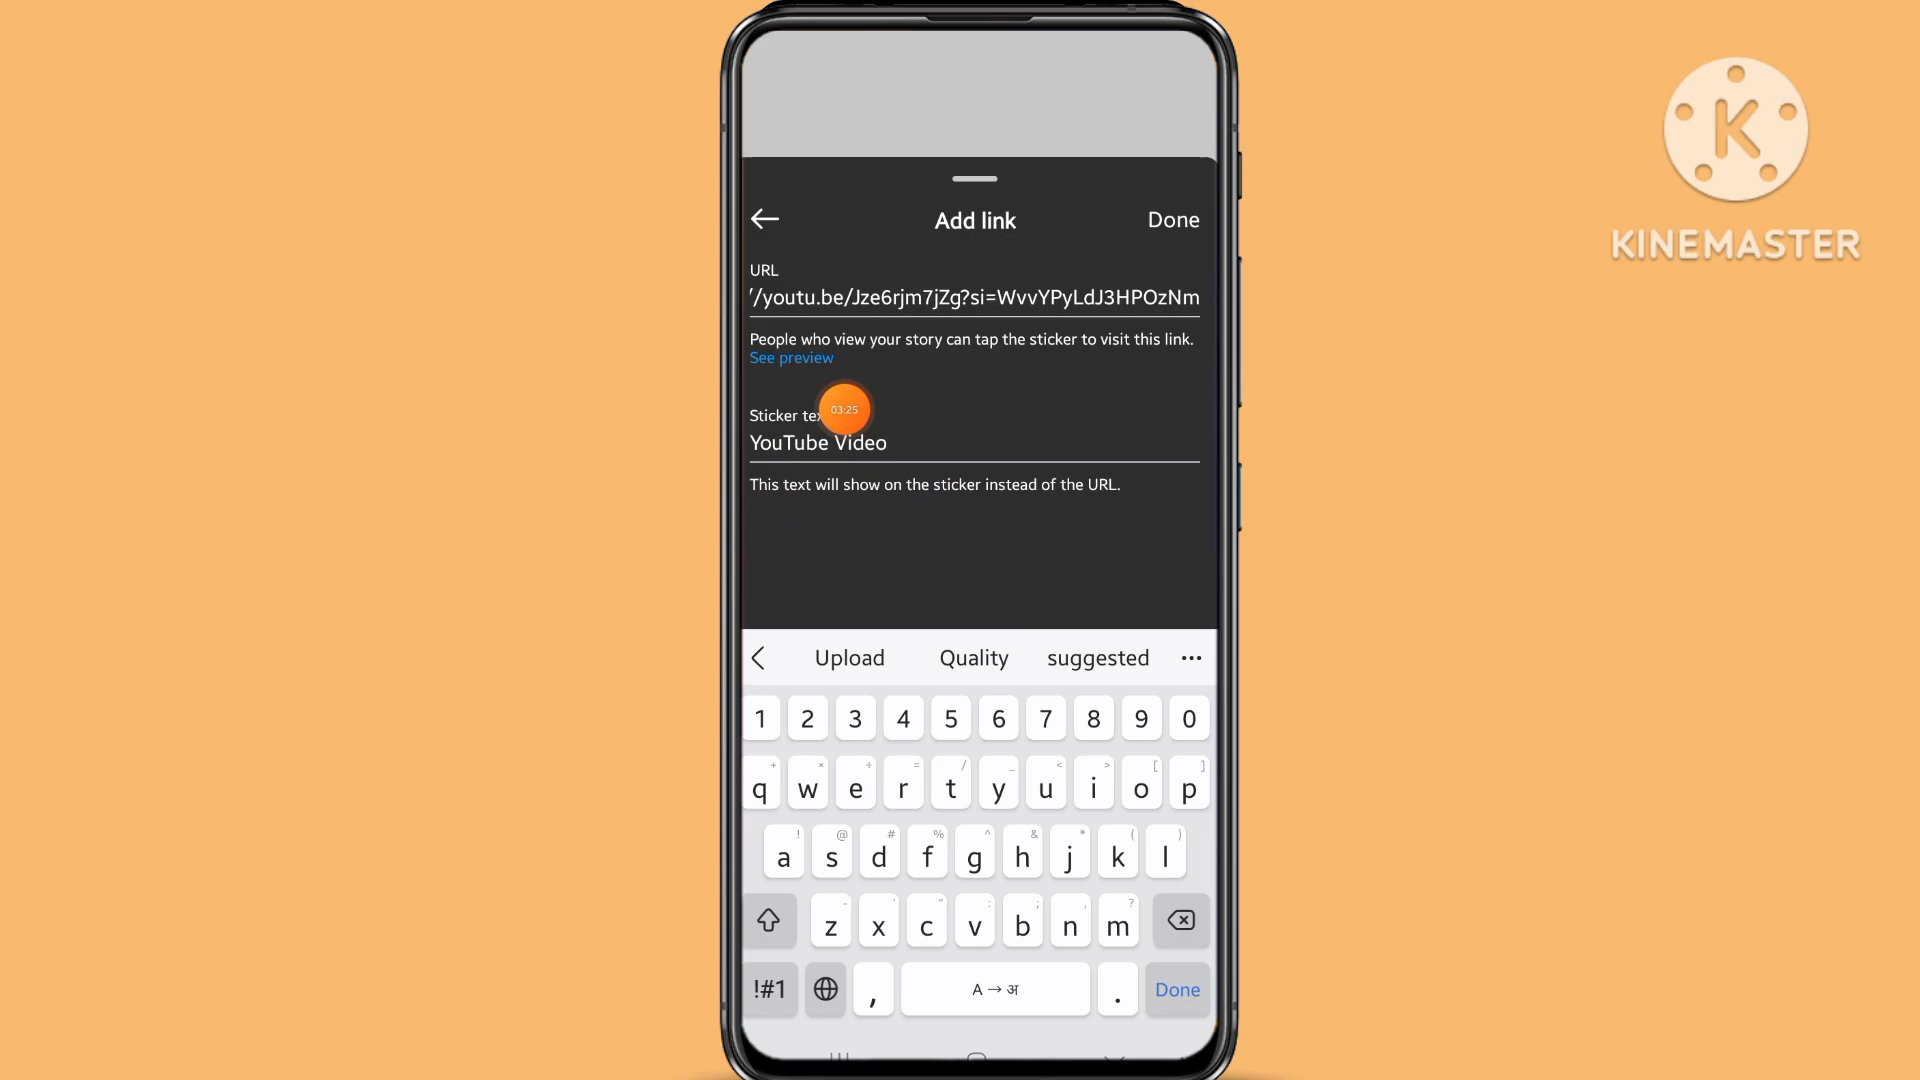 KINEMASTER
Add link
Done
URL
//youtu.be/Jze6rjm7jZg?si=WvvYPyLdJ3HPOzNm
People who view your story can tap the sticker to visit this link.
See preview
03:25
Sticker tex
YouTube Video
This text will show on the sticker instead of the URL.
Upload Quality suggested •••
1 2 3 4 5 6 7 8 9 0
+ × ÷ = / _ < > [ ]
q w e r t y u i o p
! @ # % ^ & * ( )
a s d f g h j k l
- ' " : ; , ?
z x c v b n m
!#1 , A → अ . Done